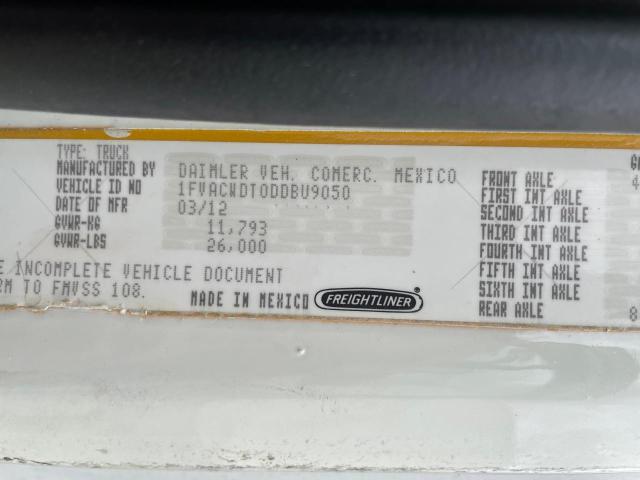 TYPE: TRUCK
MANUFACTURED BY DAIMLER VEH. COMERC. MEXICO
VEHICLE ID NO 1FVACWDT0DDBU9050
DATE OF MFR 03/12
GVWR-KG 11,793
GVWR-LBS 26,000
E INCOMPLETE VEHICLE DOCUMENT
RM TO FMVSS 108.
MADE IN MEXICO FREIGHTLINER
GA
FRONT AXLE 4
FIRST INT AXLE
SECOND INT AXLE
THIRD INT AXLE
FOURTH INT AXLE
FIFTH INT AXLE
SIXTH INT AXLE
REAR AXLE 8